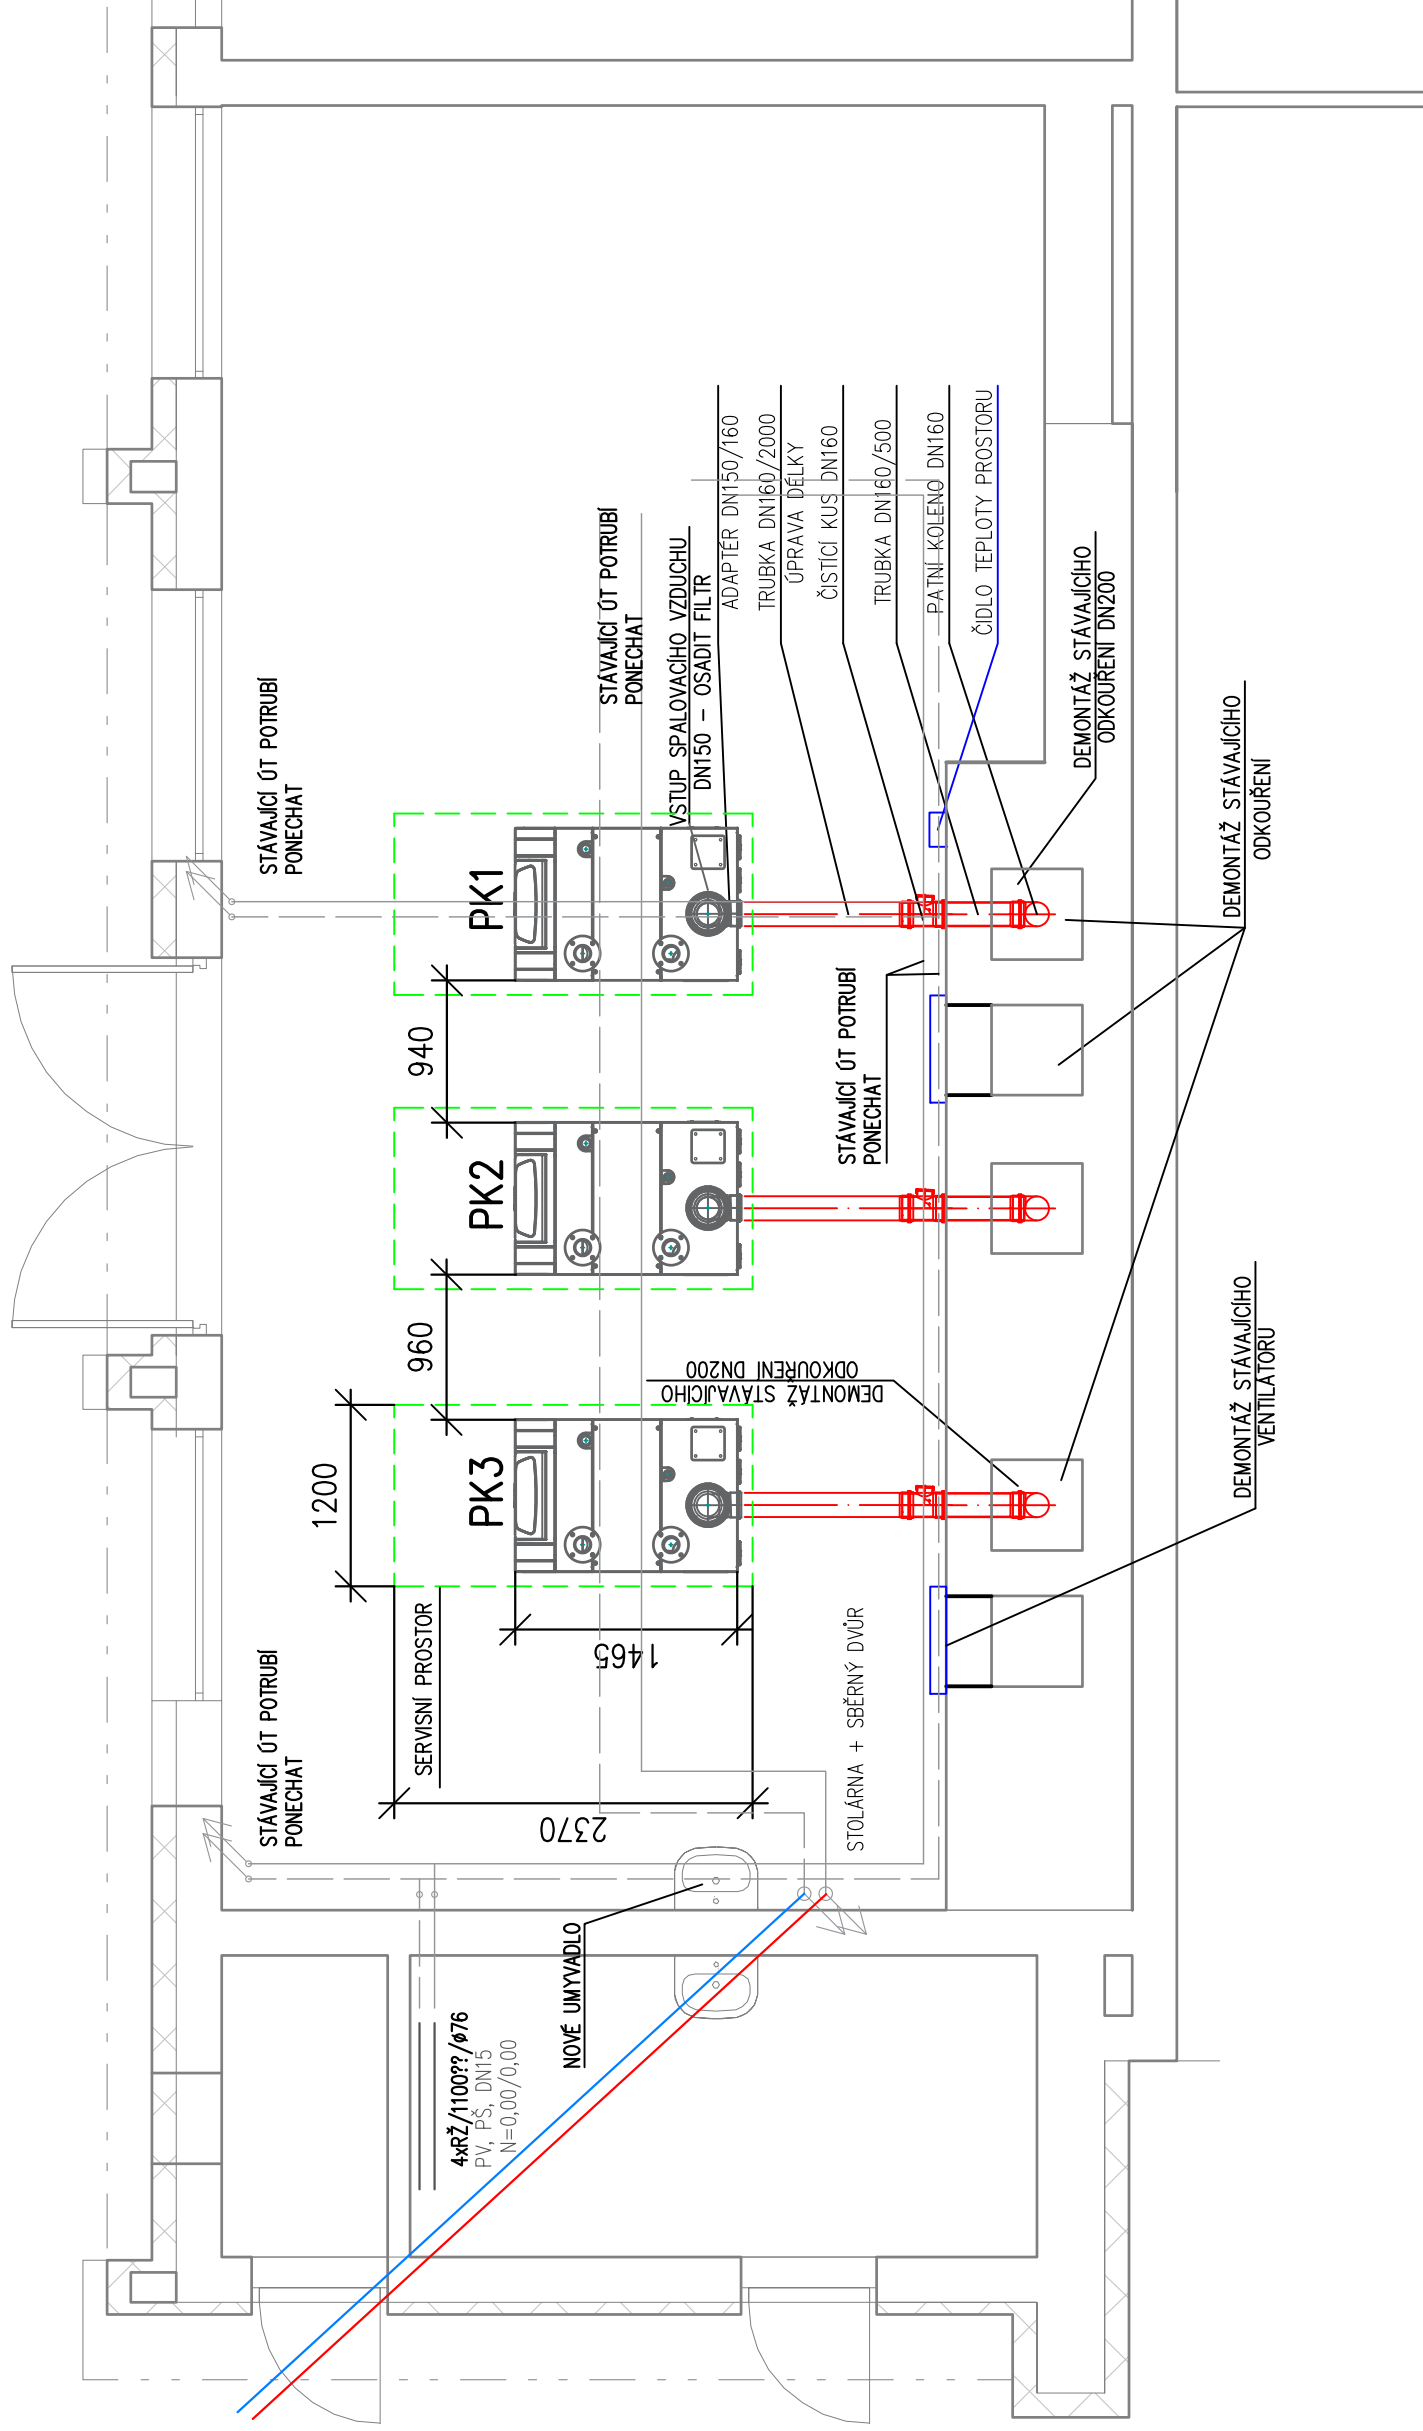 STÁVAJÍCÍ ÚT POTRUBÍ
PONECHAT
STÁVAJÍCÍ ÚT POTRUBÍ
PONECHAT
VSTUP SPALOVACÍHO VZDUCHU
DN150 – OSADIT FILTR
ADAPTÉR DN150/160
TRUBKA DN160/2000
ÚPRAVA DÉLKY
ČISTÍCÍ KUS DN160
TRUBKA DN160/500
PATNÍ KOLENO DN160
ČIDLO TEPLOTY PROSTORU
DEMONTÁŽ STÁVAJÍCÍHO
ODKOUŘENÍ DN200
DEMONTÁŽ STÁVAJÍCÍHO
ODKOUŘENÍ
PK1
940
STÁVAJÍCÍ ÚT POTRUBÍ
PONECHAT
PK2
960
DEMONTÁŽ STÁVAJÍCÍHO
ODKOUŘENÍ DN200
DEMONTÁŽ STÁVAJÍCÍHO
VENTILÁTORU
1200
PK3
1465
SERVISNÍ PROSTOR
2370
STOLÁRNA + SBĚRNÝ DVŮR
STÁVAJÍCÍ ÚT POTRUBÍ
PONECHAT
NOVÉ UMYVADLO
4xRŽ/1100??/ø76
PV, PŠ, DN15
N=0,00/0,00